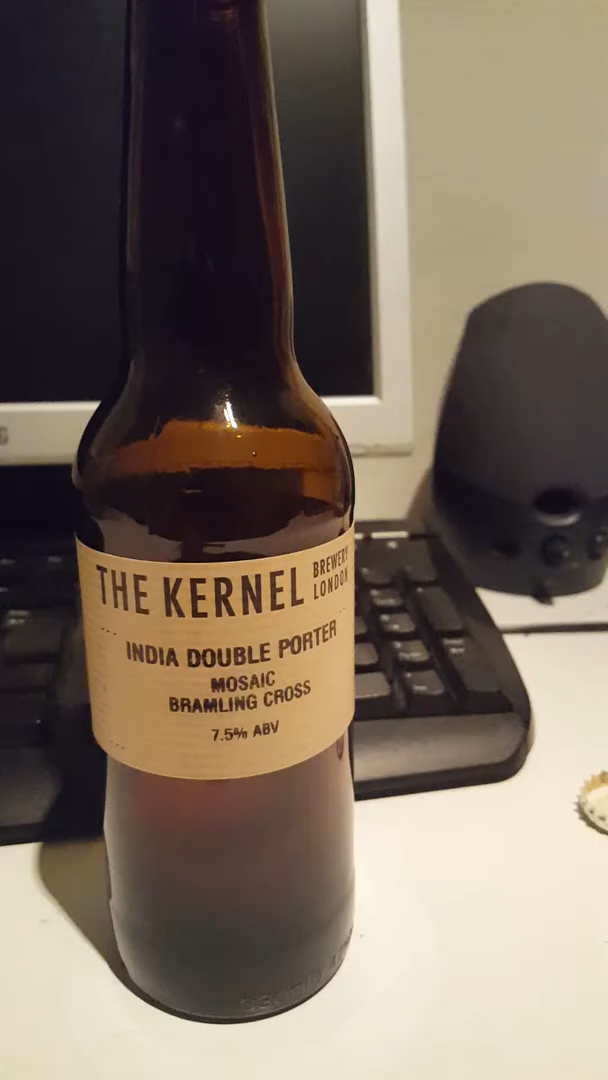 THE KERNEL BREWERY LONDON
INDIA DOUBLE PORTER
MOSAIC
BRAMLING CROSS
7.5% ABV